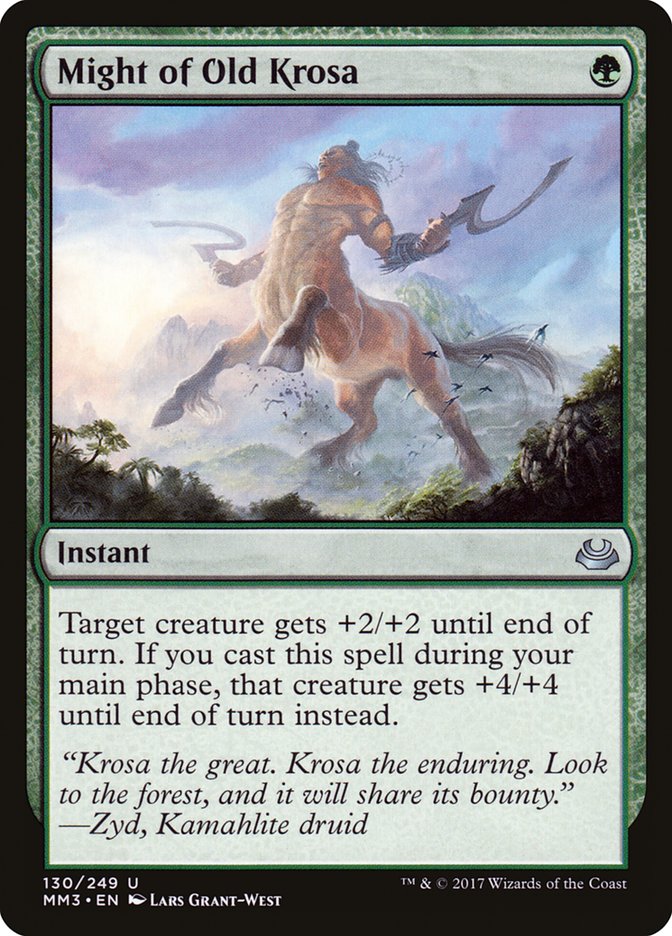 Might of Old Krosa
Instant
Target creature gets +2/+2 until end of
turn. If you cast this spell during your
main phase, that creature gets +4/+4
until end of turn instead.
“Krosa the great. Krosa the enduring. Look
to the forest, and it will share its bounty.”
—Zyd, Kamahlite druid
130/249 U
™ & © 2017 Wizards of the Coast
MM3 • EN Lars Grant-West